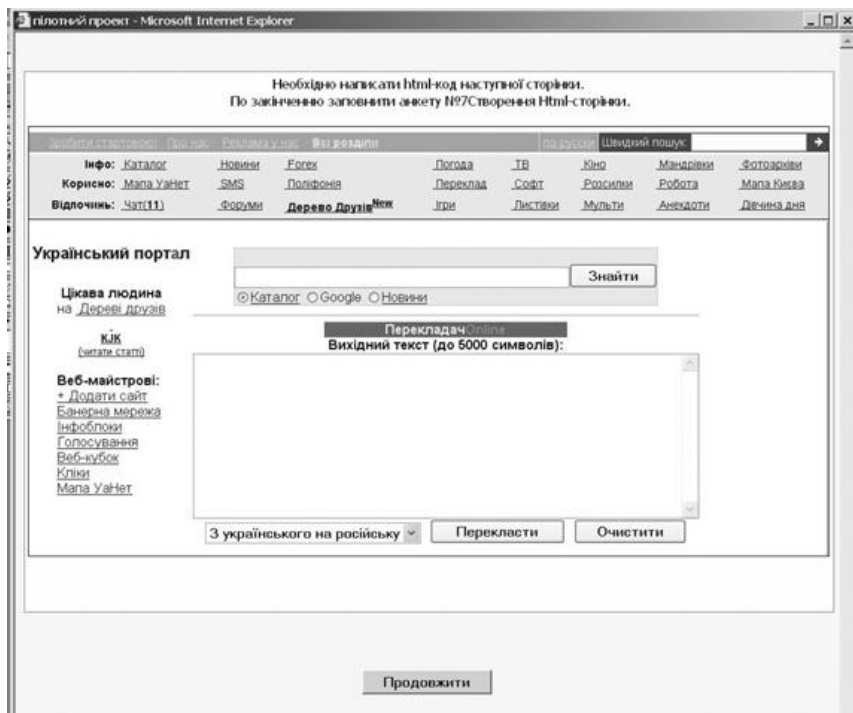 пілотний проект - Microsoft Internet Explorer
Необхідно написати html-код наступної сторінки.
По закінченню заповнити анкету №7Створення Html-сторінки.
Зробити стартовою Про нас Реклама у нас Всі розділи по русски Швидкий пошук:
Інфо: Каталог Новини Forex Погода ТВ Кіно Мандрівки Фотоархіви
Корисно: Мапа УаНет SMS Поліфонія Переклад Софт Розсилки Робота Мапа Києва
Відпочинь: Чат(11) Форуми Дерево Друзів New Ігри Листівки Мульти Анекдоти Дівчина дня
Український портал
Знайти
Каталог Google Новини
Цікава людина
на Дереві друзів
КЈК
(читати статті)
Веб-майстрові:
+ Додати сайт
Банерна мережа
Інфоблоки
Голосування
Веб-кубок
Кліки
Мапа УаНет
ПерекладачOnline
Вихідний текст (до 5000 символів):
З українського на російську Перекласти Очистити
Продовжити